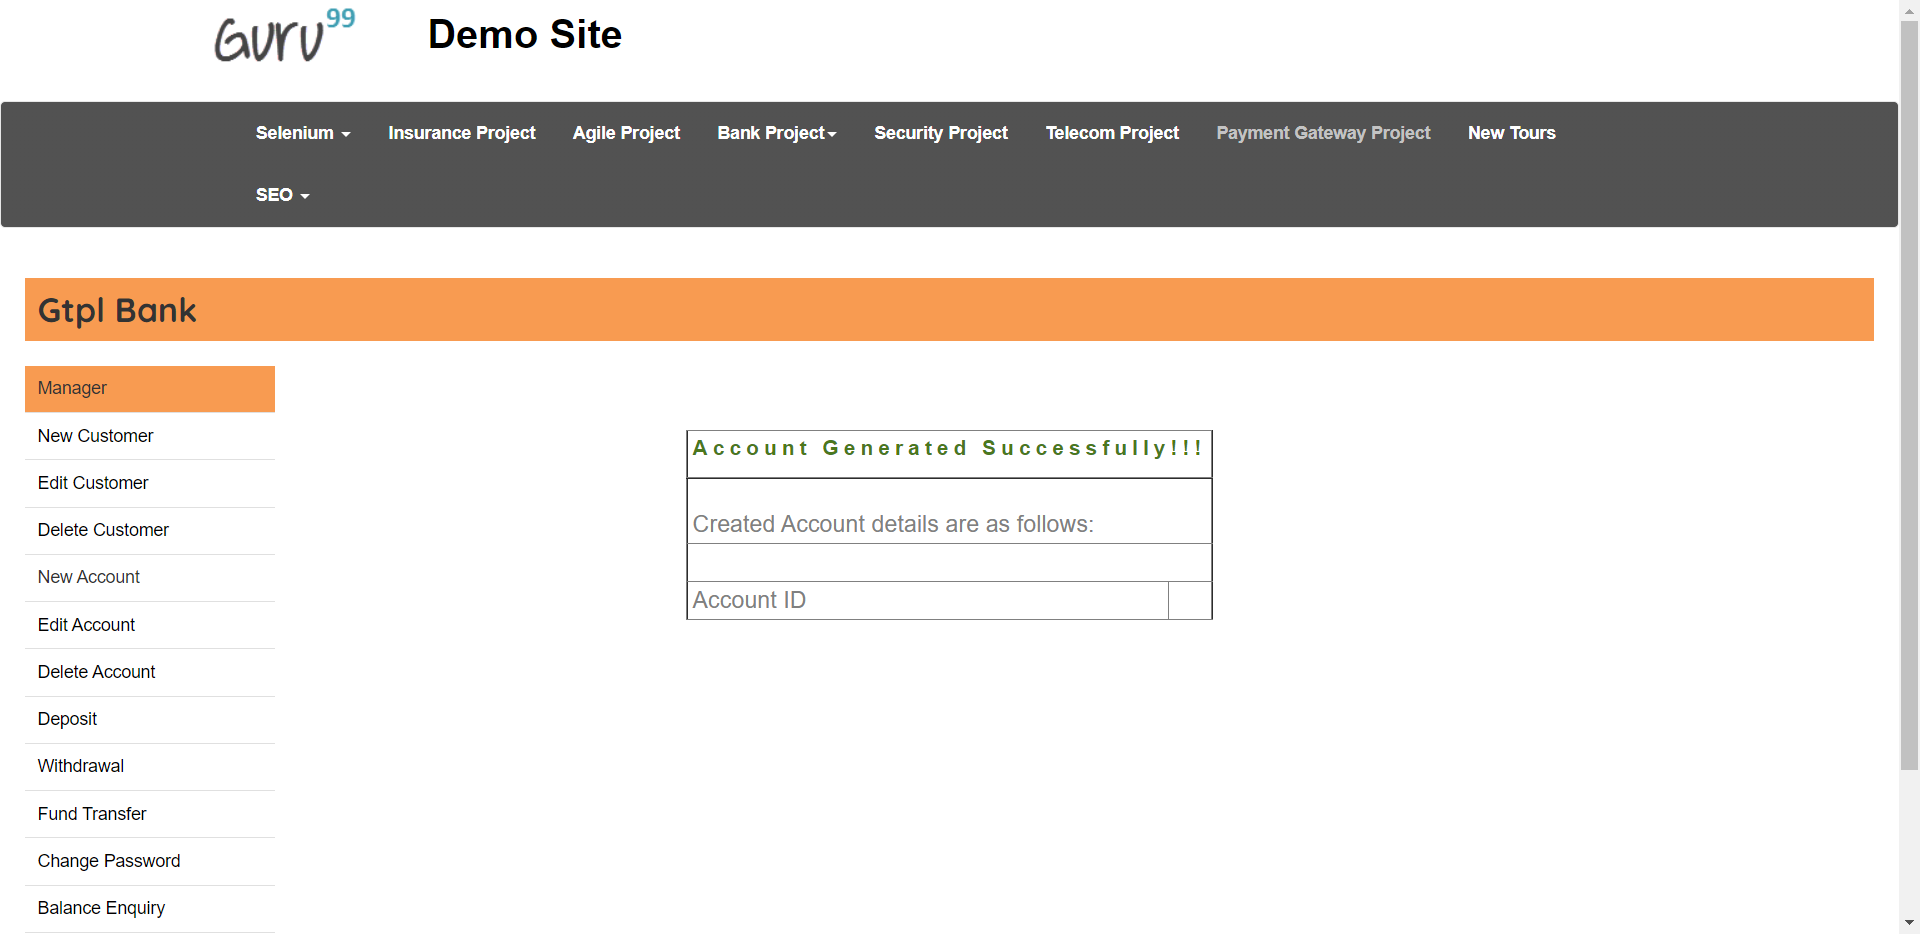 Guru99
Demo Site
Selenium Insurance Project Agile Project Bank Project Security Project Telecom Project Payment Gateway Project New Tours
SEO
Gtpl Bank
Manager
New Customer
Edit Customer
Delete Customer
New Account
Edit Account
Delete Account
Deposit
Withdrawal
Fund Transfer
Change Password
Balance Enquiry
Account Generated Successfully!!!
Created Account details are as follows:
Account ID